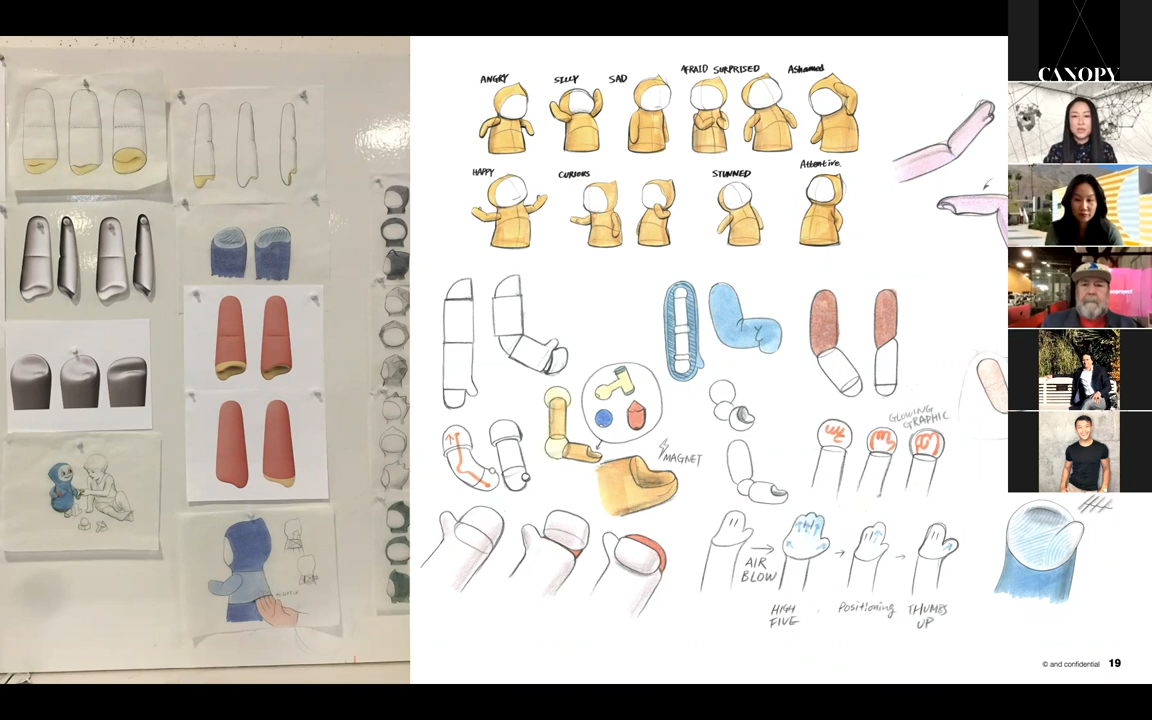 ANGRY
SILLY
SAD
AFRAID
SURPRISED
Ashamed
CANOPY
HAPPY
CURIOUS
STUNNED
Attentive.
GLOWING
GRAPHIC
MAGNET
AIR
BLOW
HIGH
FIVE
Positioning
THUMBS
UP
© and confidential 19